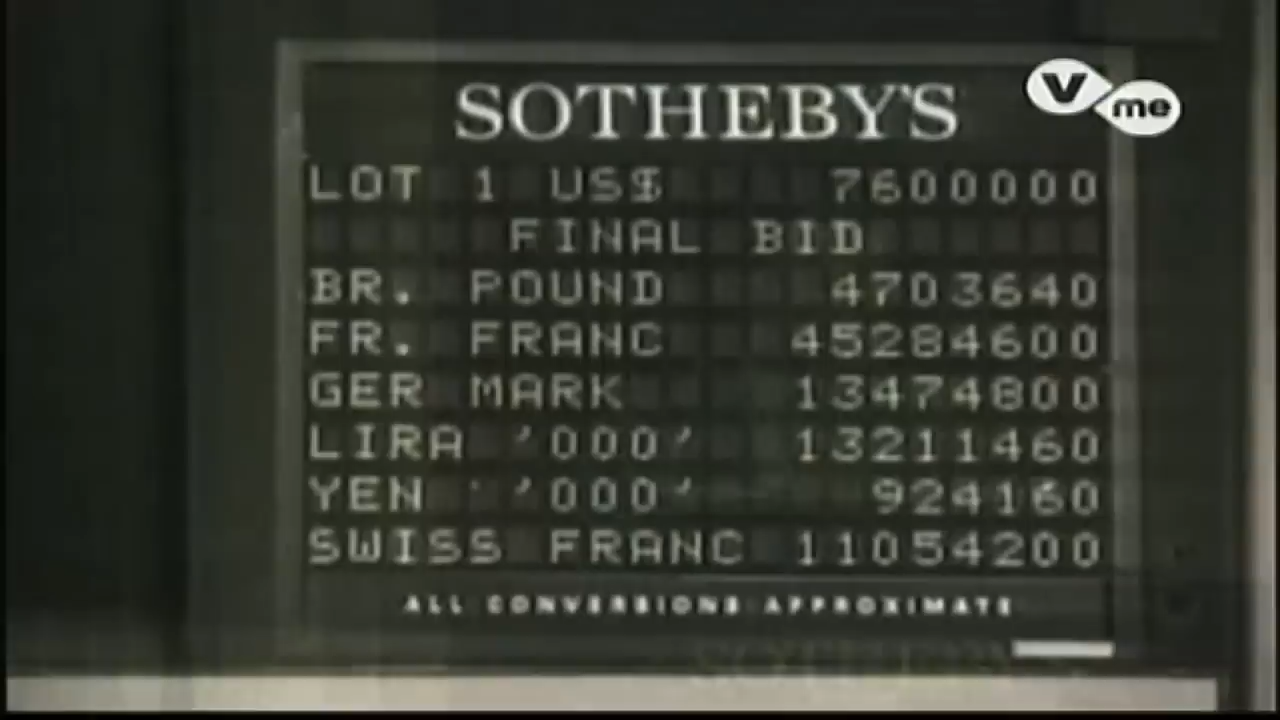 SOTHEBY'S
V me
LOT 1 US$ 7600000
FINAL BID
BR. POUND 4703640
FR. FRANC 45284600
GER MARK 13474800
LIRA '000' 13211460
YEN '000' 924160
SWISS FRANC 11054200
ALL CONVERSIONS APPROXIMATE